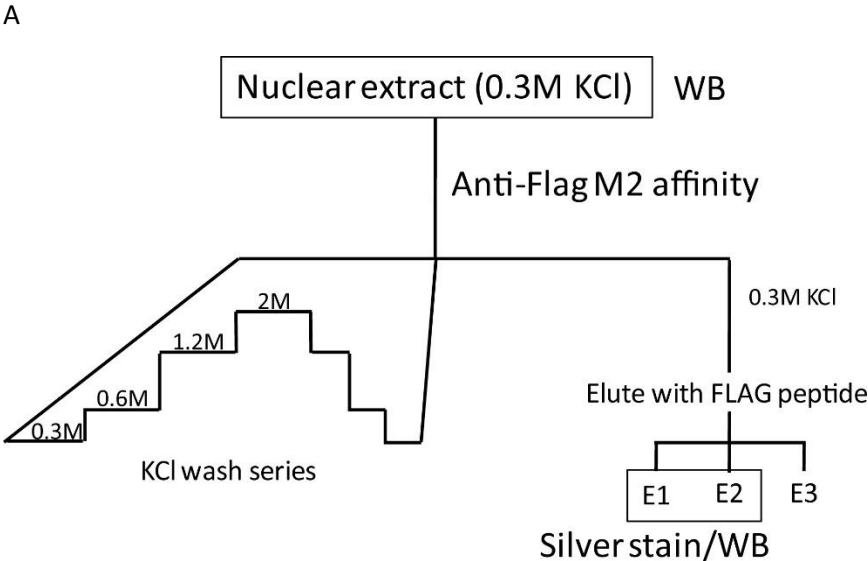 A
Nuclear extract (0.3M KCl) WB
Anti-Flag M2 affinity
2M
0.3M KCl
1.2M
0.6M
Elute with FLAG peptide
0.3M
KCl wash series
E1 E2 E3
Silver stain/WB